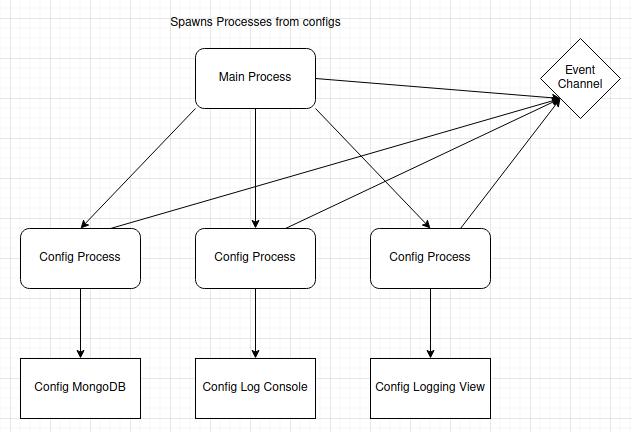 Spawns Processes from configs
Main Process
Event
Channel
Config Process
Config Process
Config Process
Config MongoDB
Config Log Console
Config Logging View